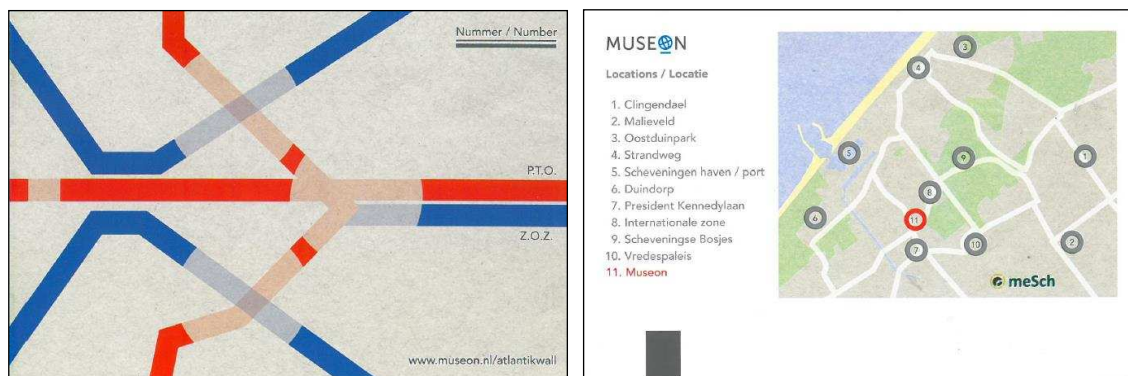 Nummer / Number
P.T.O.
Z.O.Z.
www.museon.nl/atlantikwall
MUSEON
Locations / Locatie
1. Clingendael
2. Malieveld
3. Oostduinpark
4. Strandweg
5. Scheveningen haven / port
6. Duindorp
7. President Kennedylaan
8. Internationale zone
9. Scheveningse Bosjes
10. Vredespaleis
11. Museon
3
4
5
9
1
8
6
11
7
10
2
meSch